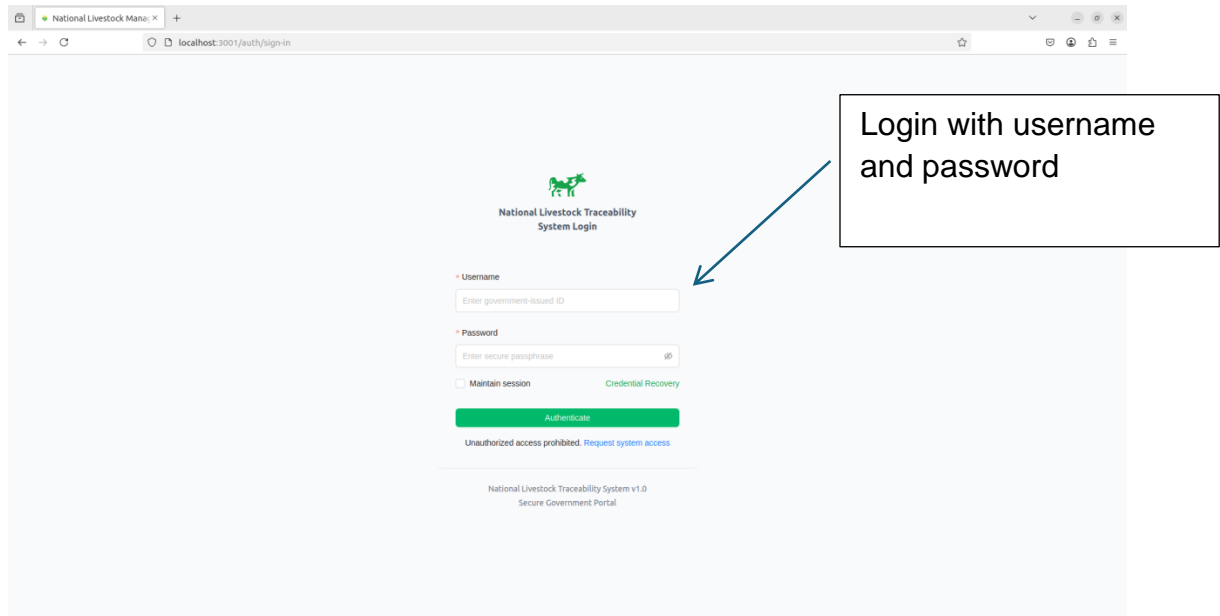 National Livestock Mana
localhost:3001/auth/sign-in
Login with username
and password
National Livestock Traceability
System Login
* Username
Enter government-issued ID
* Password
Enter secure passphrase
Maintain session
Credential Recovery
Authenticate
Unauthorized access prohibited. Request system access
National Livestock Traceability System v1.0
Secure Government Portal